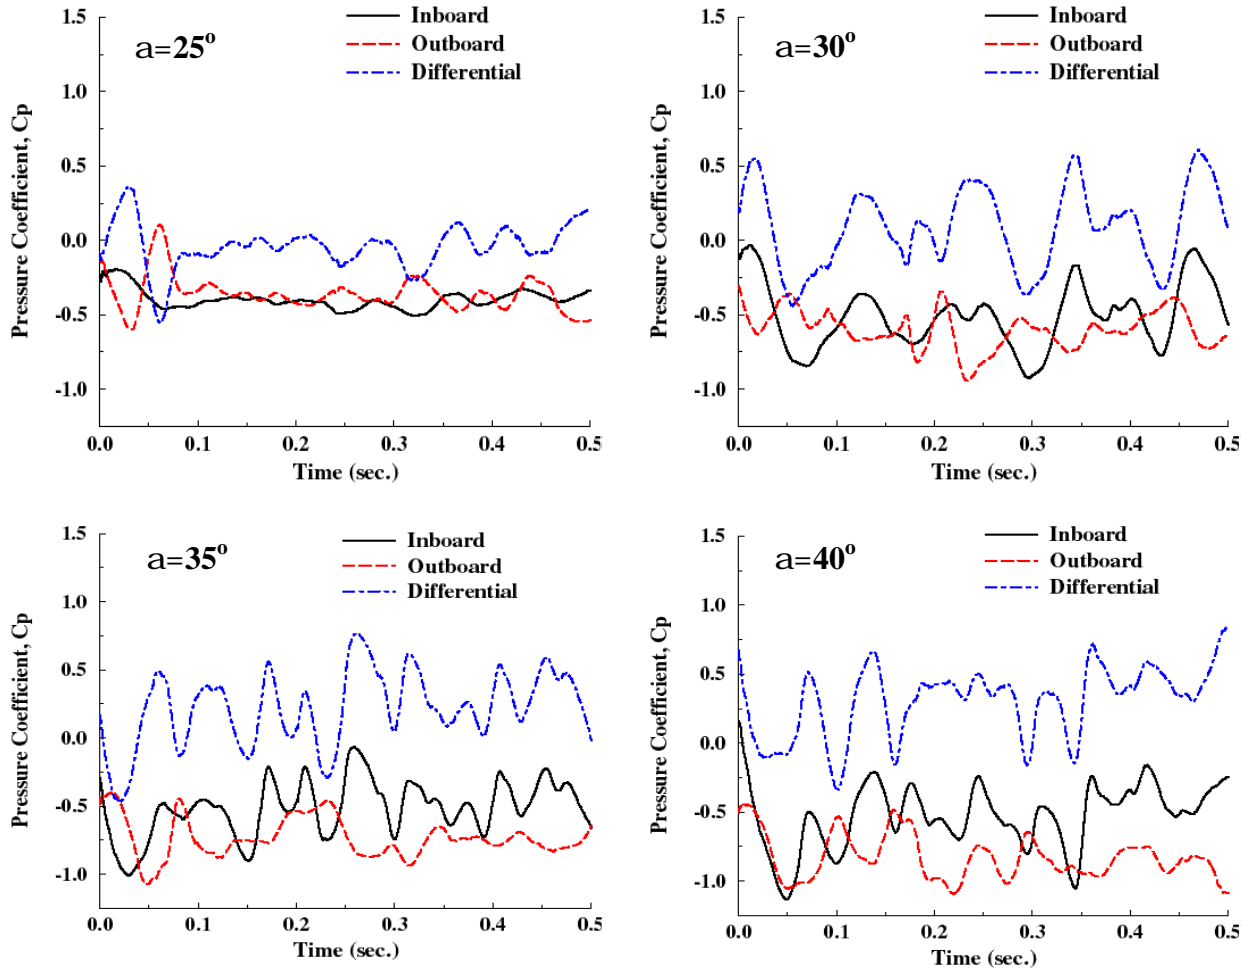 1.5
1.0
0.5
0.0
-0.5
-1.0
Pressure Coefficient, Cp
a=25°
Inboard
Outboard
Differential
0.0 0.1 0.2 0.3 0.4 0.5
Time (sec.)
1.5
1.0
0.5
0.0
-0.5
-1.0
Pressure Coefficient, Cp
a=30°
Inboard
Outboard
Differential
0.0 0.1 0.2 0.3 0.4 0.5
Time (sec.)
1.5
1.0
0.5
0.0
-0.5
-1.0
Pressure Coefficient, Cp
a=35°
Inboard
Outboard
Differential
0.0 0.1 0.2 0.3 0.4 0.5
Time (sec.)
1.5
1.0
0.5
0.0
-0.5
-1.0
Pressure Coefficient, Cp
a=40°
Inboard
Outboard
Differential
0.0 0.1 0.2 0.3 0.4 0.5
Time (sec.)